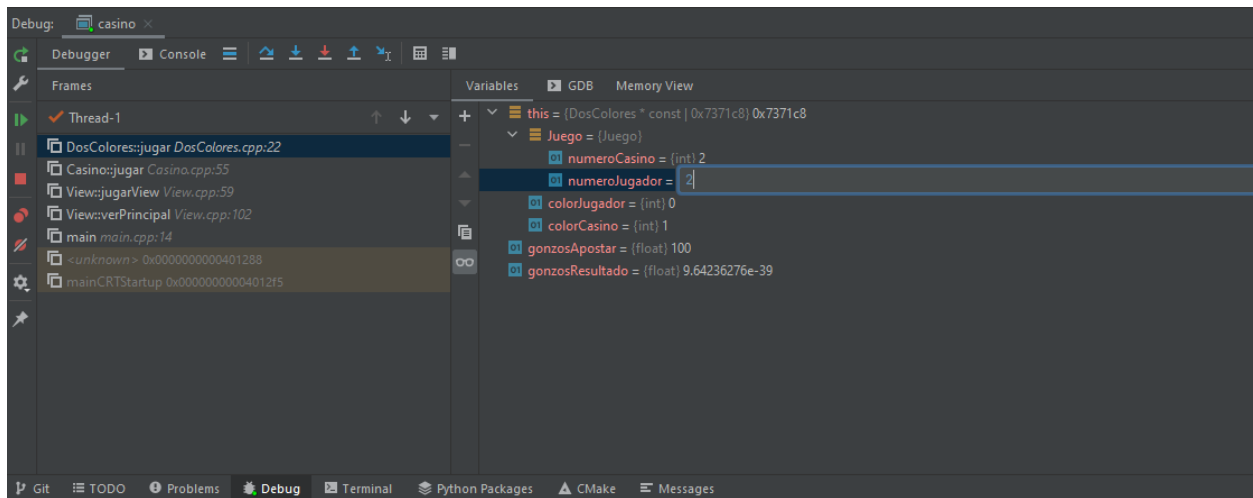 Debug: casino
Debugger Console
Frames
Thread-1
DosColores::jugar DosColores.cpp:22
Casino::jugar Casino.cpp:55
View::jugarView View.cpp:59
View::verPrincipal View.cpp:102
main main.cpp:14
<unknown> 0x0000000000401288
mainCRTStartup 0x00000000004012f5
Variables GDB Memory View
this = {DosColores * const | 0x7371c8} 0x7371c8
Juego = {Juego}
numeroCasino = {int} 2
numeroJugador = 2
colorJugador = {int} 0
colorCasino = {int} 1
gonzosApostar = {float} 100
gonzosResultado = {float} 9.64236276e-39
Git TODO Problems Debug Terminal Python Packages CMake Messages